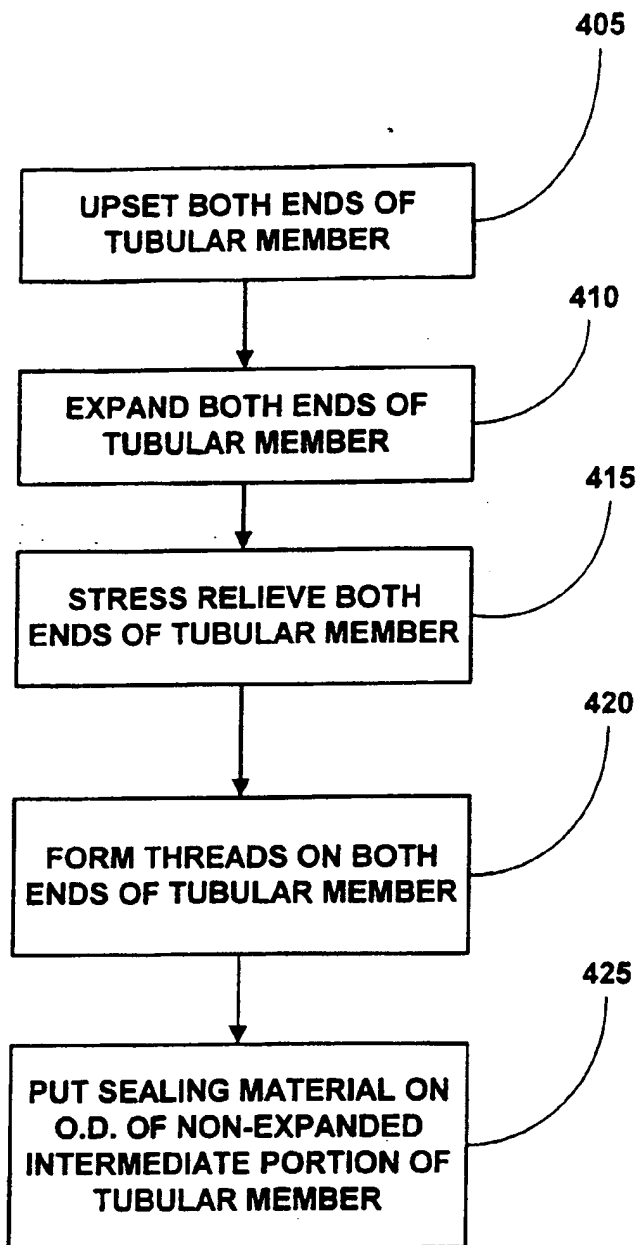 405
UPSET BOTH ENDS OF
TUBULAR MEMBER
410
EXPAND BOTH ENDS OF
TUBULAR MEMBER
415
STRESS RELIEVE BOTH
ENDS OF TUBULAR MEMBER
420
FORM THREADS ON BOTH
ENDS OF TUBULAR MEMBER
425
PUT SEALING MATERIAL ON
O.D. OF NON-EXPANDED
INTERMEDIATE PORTION OF
TUBULAR MEMBER